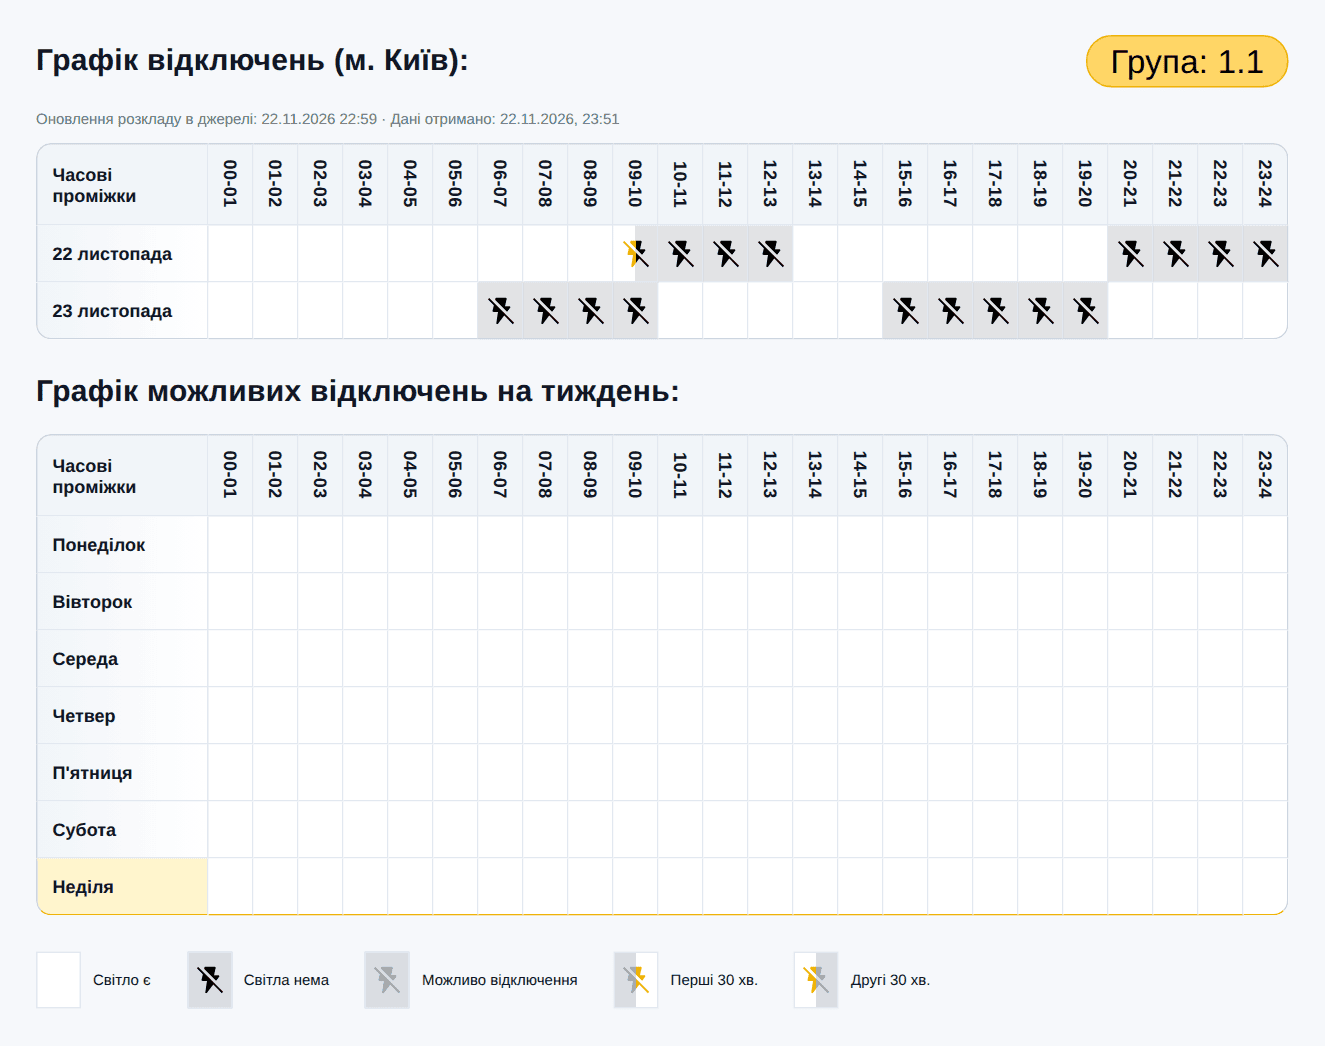 Графік відключень (м. Київ):
Група: 1.1
Оновлення розкладу в джерелі: 22.11.2026 22:59 · Дані отримано: 22.11.2026, 23:51
Часові проміжки 00-01 01-02 02-03 03-04 04-05 05-06 06-07 07-08 08-09 09-10 10-11 11-12 12-13 13-14 14-15 15-16 16-17 17-18 18-19 19-20 20-21 21-22 22-23 23-24
22 листопада
23 листопада
Графік можливих відключень на тиждень:
Часові проміжки 00-01 01-02 02-03 03-04 04-05 05-06 06-07 07-08 08-09 09-10 10-11 11-12 12-13 13-14 14-15 15-16 16-17 17-18 18-19 19-20 20-21 21-22 22-23 23-24
Понеділок
Вівторок
Середа
Четвер
П'ятниця
Субота
Неділя
Світло є Світла нема Можливо відключення Перші 30 хв. Другі 30 хв.